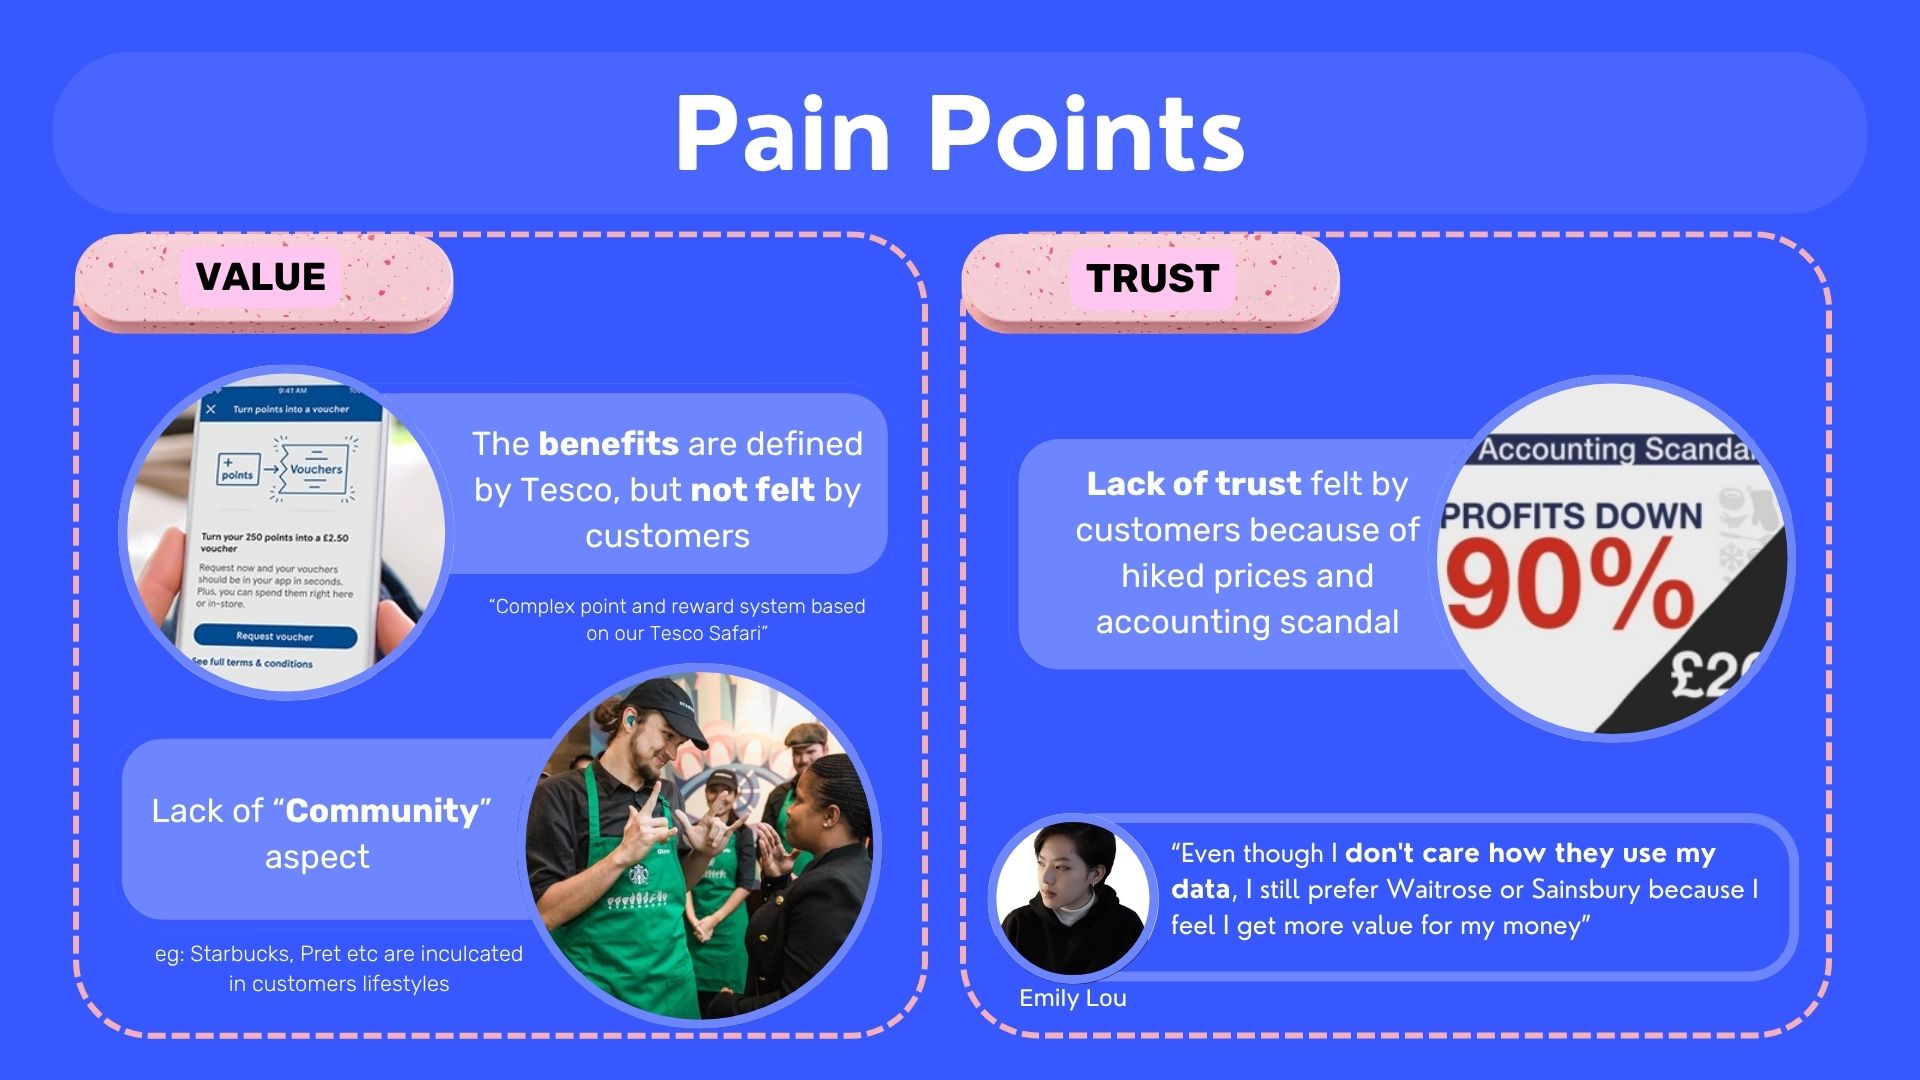 Pain Points
VALUE
9:41 AM
Turn points into a voucher
+
points
Vouchers
Turn your 250 points into a £2.50
voucher
Request now and your vouchers
should be in your app in seconds.
Plus, you can spend them right here
or in-store.
Request voucher
See full terms & conditions
The benefits are defined
by Tesco, but not felt by
customers
“Complex point and reward system based
on our Tesco Safari”
Lack of “Community”
aspect
eg: Starbucks, Pret etc are inculcated
in customers lifestyles
Glen
STARBUCKS
TRUST
Lack of trust felt by
customers because of
hiked prices and
accounting scandal
Accounting Scandal
PROFITS DOWN
90%
“Even though I don't care how they use my
data, I still prefer Waitrose or Sainsbury because I
feel I get more value for my money”
Emily Lou